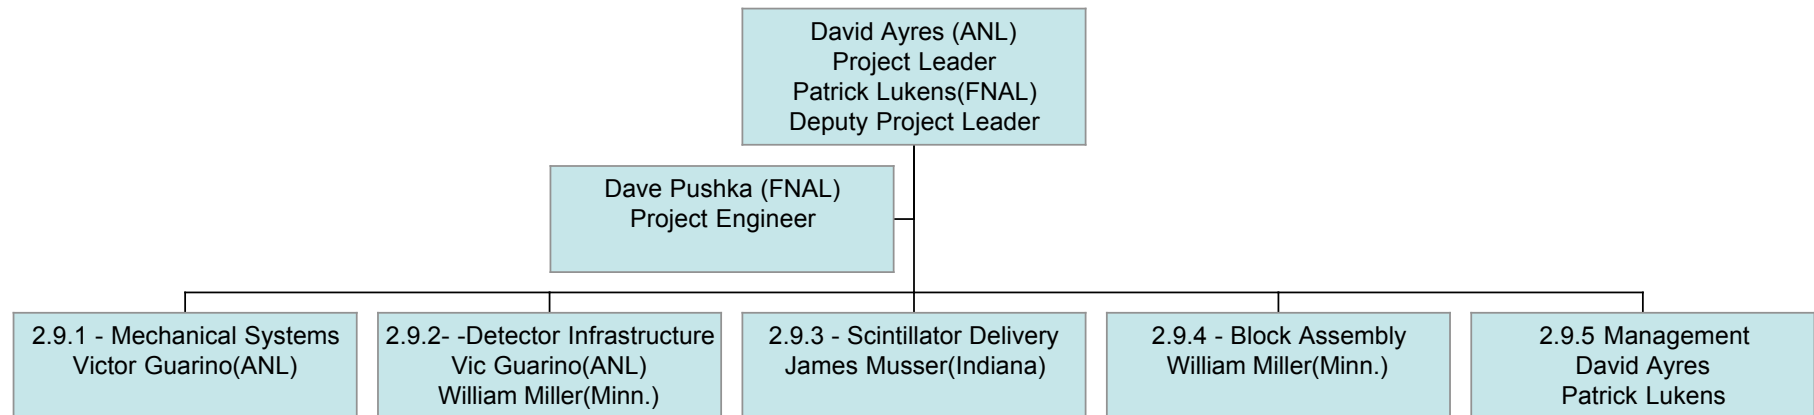 David Ayres (ANL)
Project Leader
Patrick Lukens(FNAL)
Deputy Project Leader
Dave Pushka (FNAL)
Project Engineer
2.9.1 - Mechanical Systems
Victor Guarino(ANL)
2.9.2- -Detector Infrastructure
Vic Guarino(ANL)
William Miller(Minn.)
2.9.3 - Scintillator Delivery
James Musser(Indiana)
2.9.4 - Block Assembly
William Miller(Minn.)
2.9.5 Management
David Ayres
Patrick Lukens